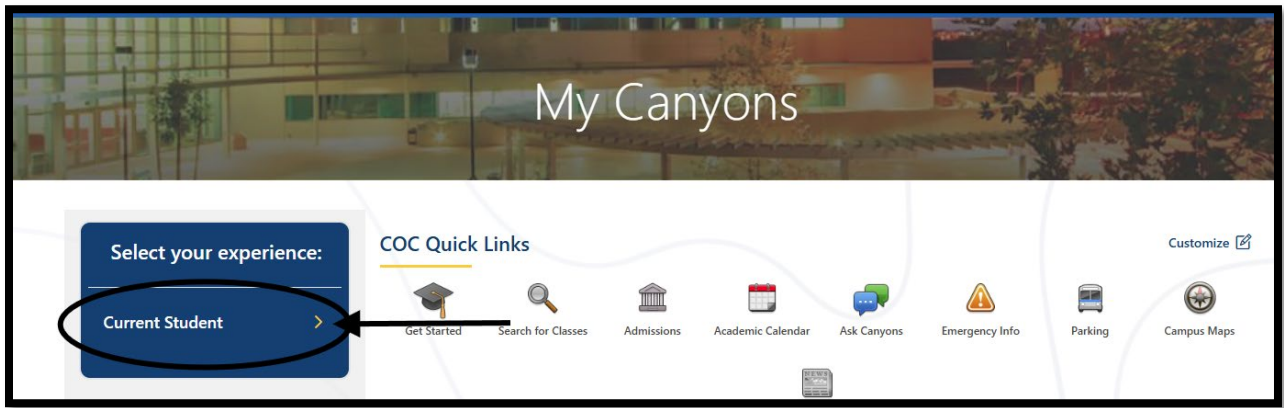 My Canyons
Select your experience:
Current Student
COC Quick Links
Customize
Get Started
Search for Classes
Admissions
Academic Calendar
Ask Canyons
Emergency Info
Parking
Campus Maps
NEWS